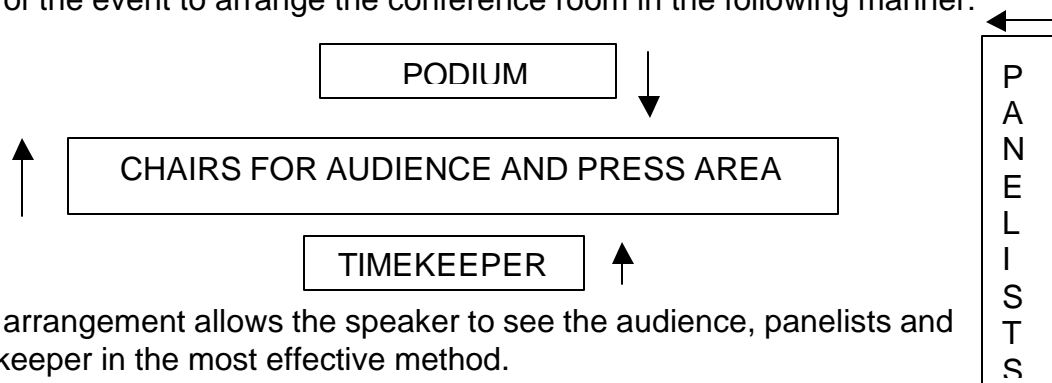 of the event to arrange the conference room in the following manner:
PODIUM
CHAIRS FOR AUDIENCE AND PRESS AREA
TIMEKEEPER
arrangement allows the speaker to see the audience, panelists and
keeper in the most effective method.
P
A
N
E
L
I
S
T
S